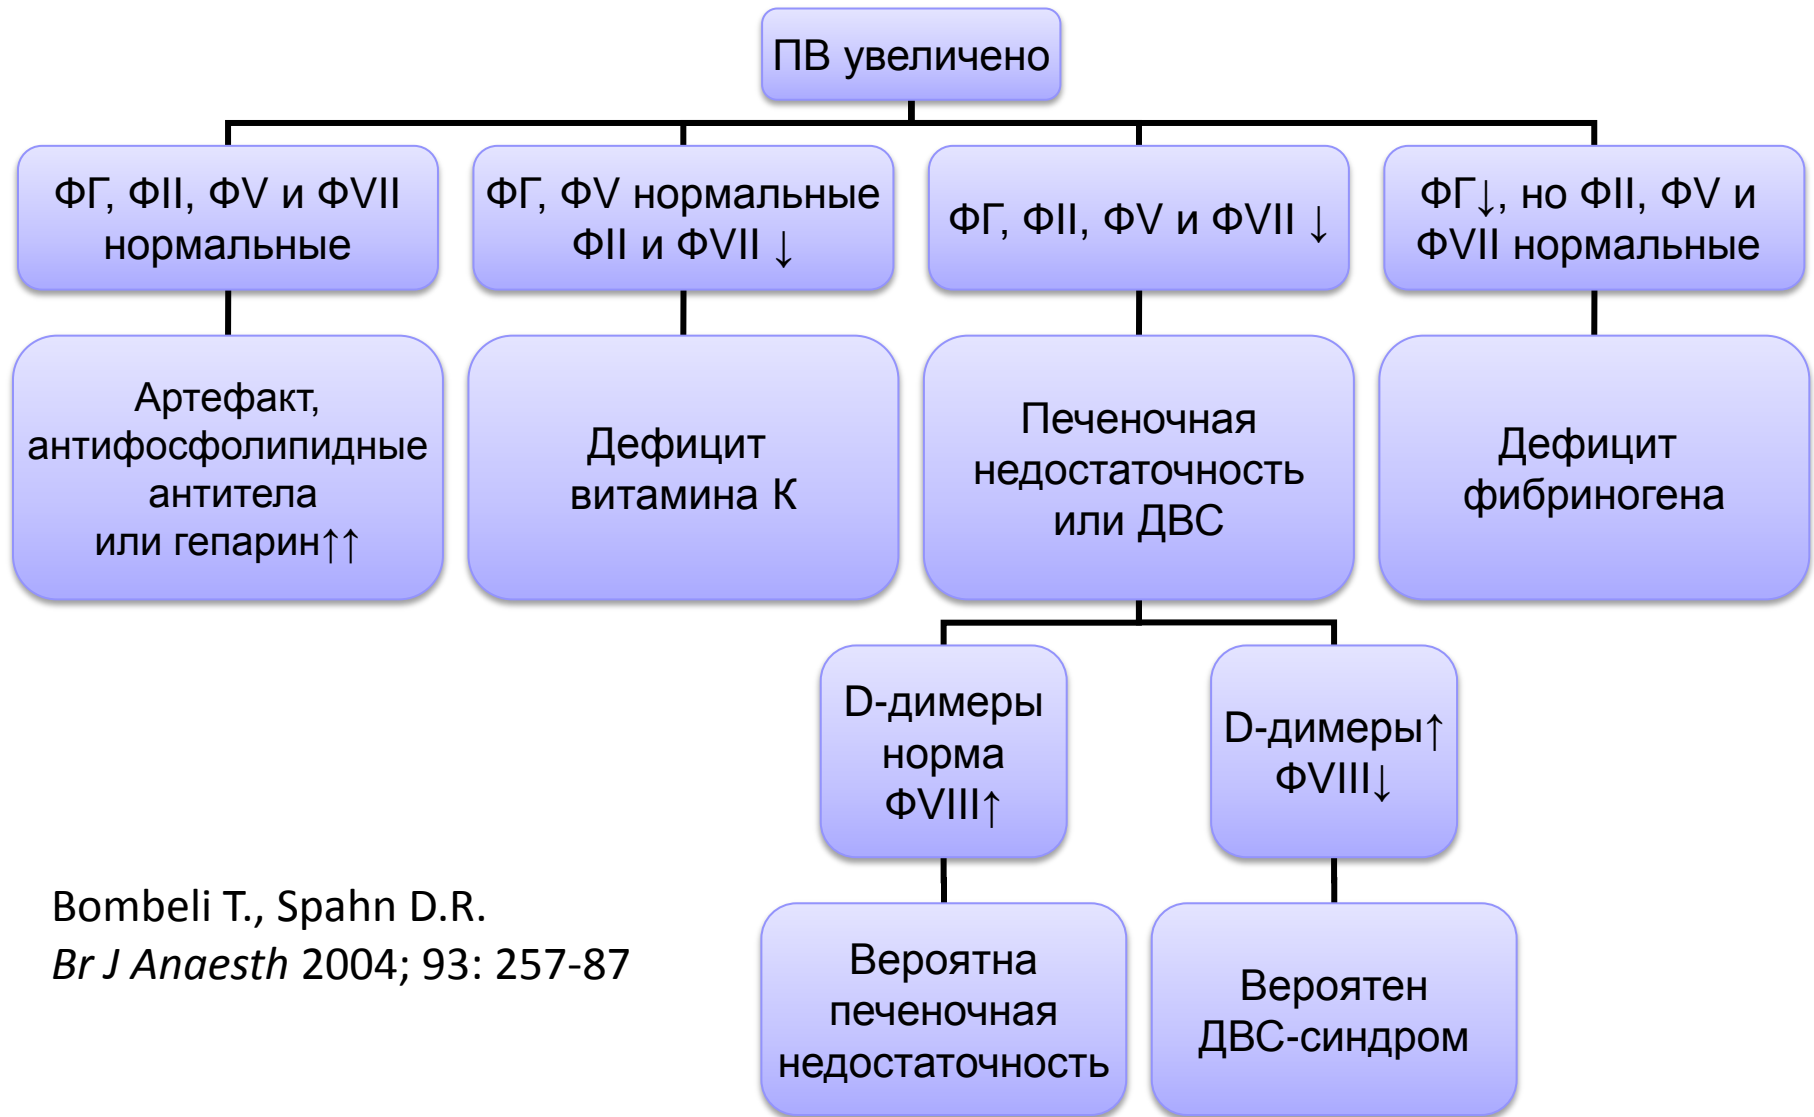 ПВ увеличено
ФГ, ФII, ФV и ФVII
нормальные
ФГ, ФV нормальные
ФII и ФVII ↓
ФГ, ФII, ФV и ФVII ↓
ФГ↓, но ФII, ФV и
ФVII нормальные
Артефакт,
антифосфолипидные
антитела
или гепарин↑↑
Дефицит
витамина К
Печеночная
недостаточность
или ДВС
Дефицит
фибриногена
D-димеры
норма
ФVIII↑
D-димеры↑
ФVIII↓
Вероятна
печеночная
недостаточность
Вероятен
ДВС-синдром
Bombeli T., Spahn D.R.
Br J Anaesth 2004; 93: 257-87